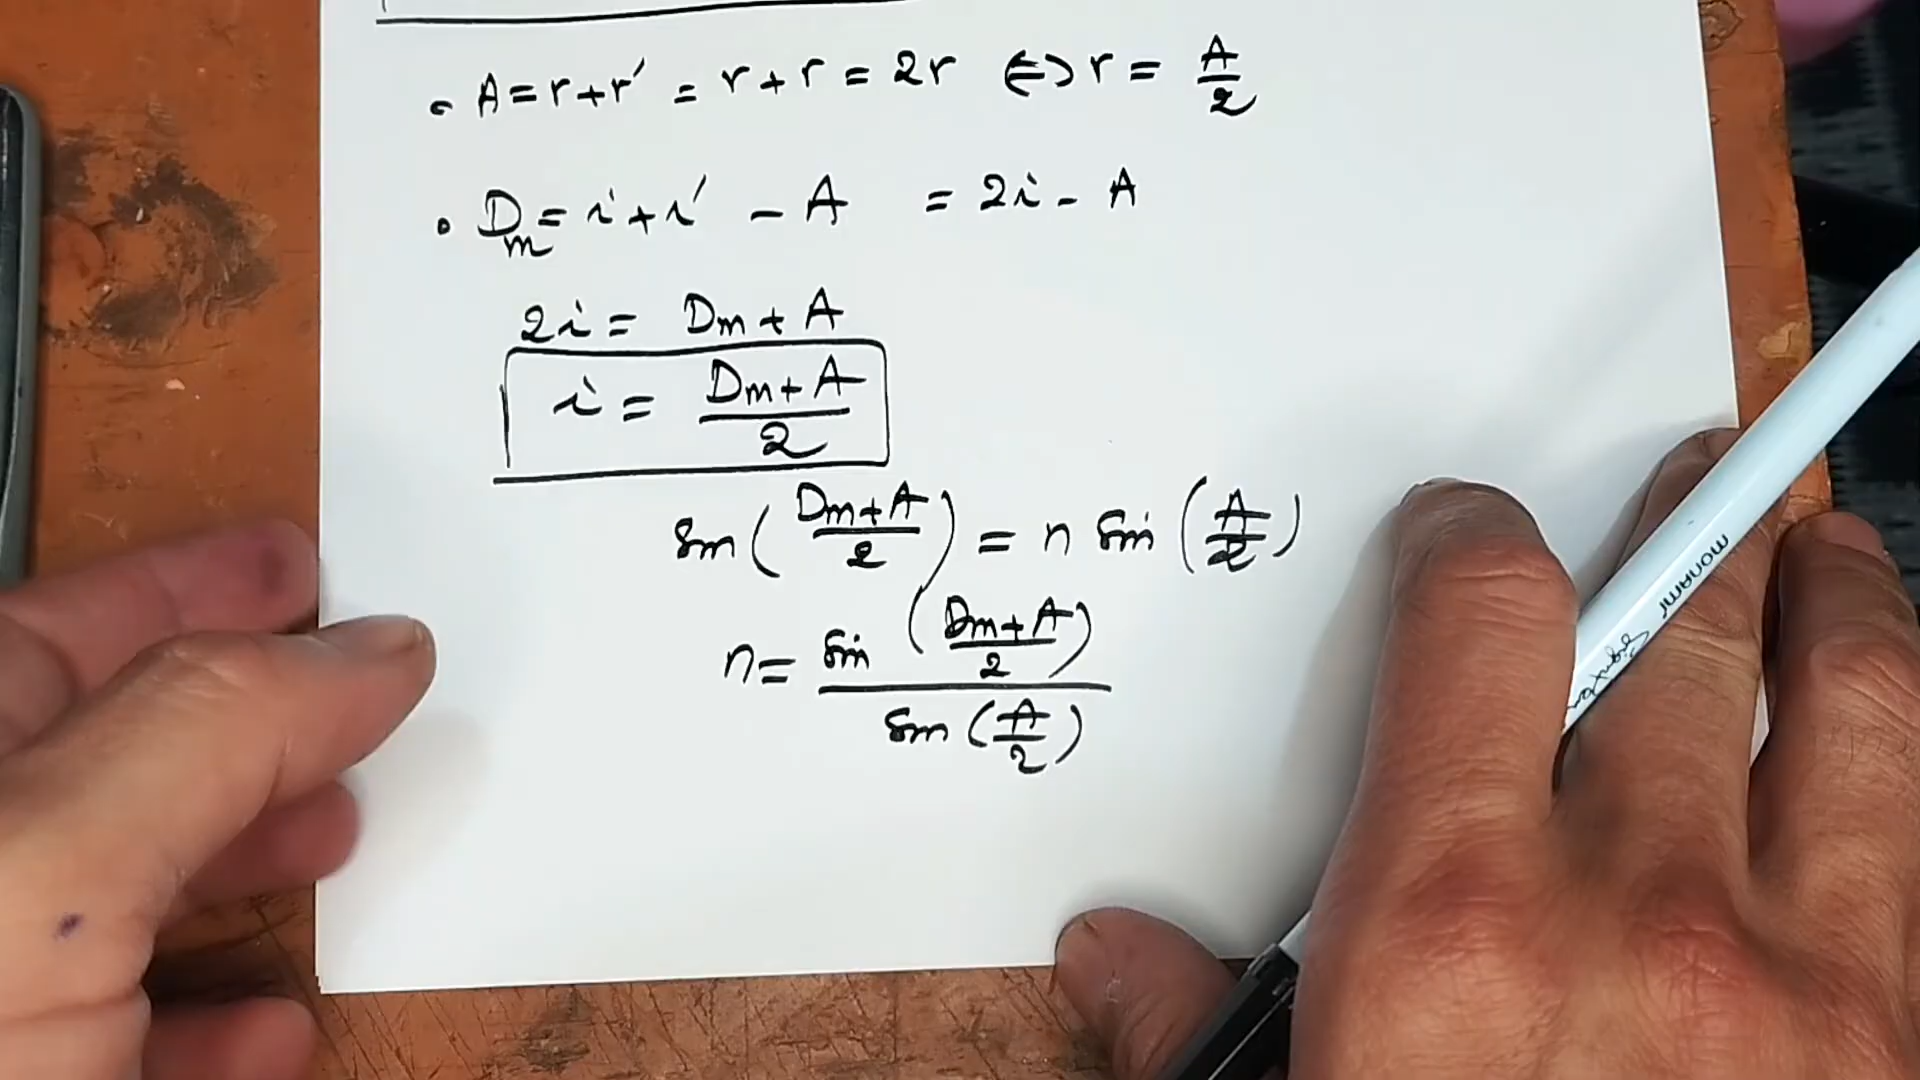 • A = r + r' = r + r = 2r ⇔ r = A/2
• Dm = i + i' - A = 2i - A
2i = Dm + A
i = (Dm + A)/2
sin((Dm + A)/2) = n sin(A/2)
n = sin((Dm + A)/2) / sin(A/2)
monami